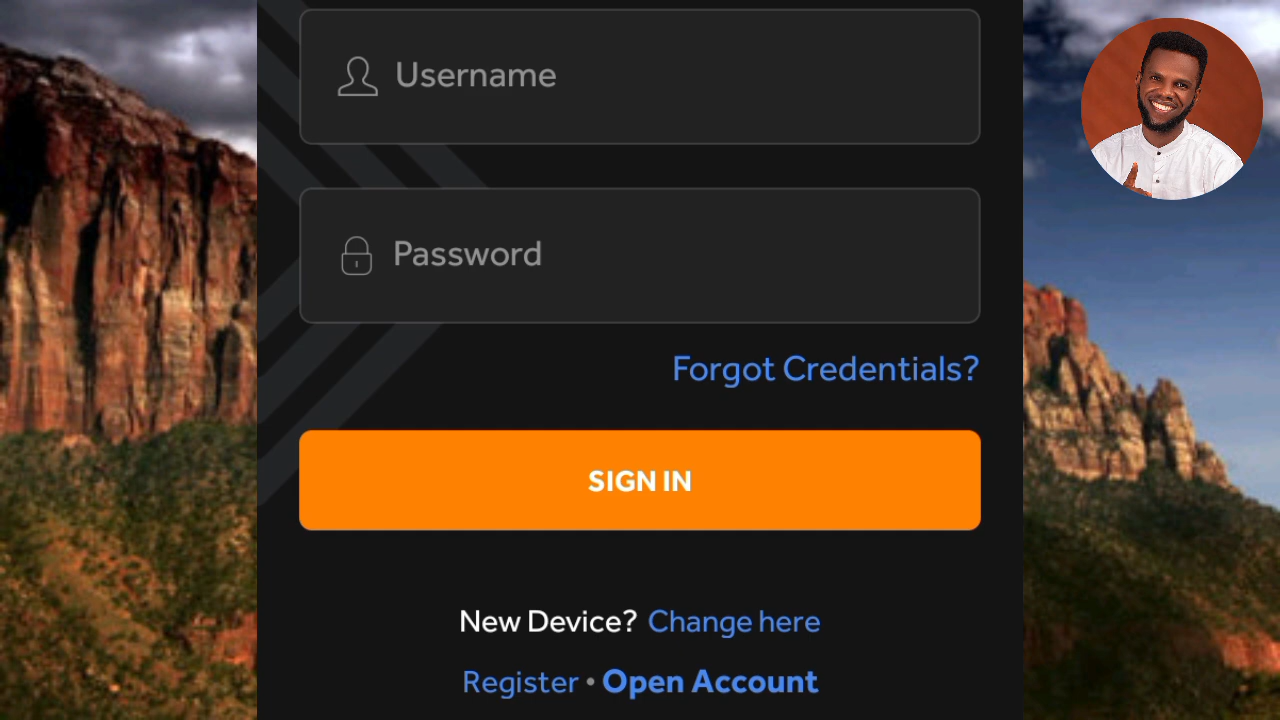 Username
Password
Forgot Credentials?
SIGN IN
New Device? Change here
Register • Open Account